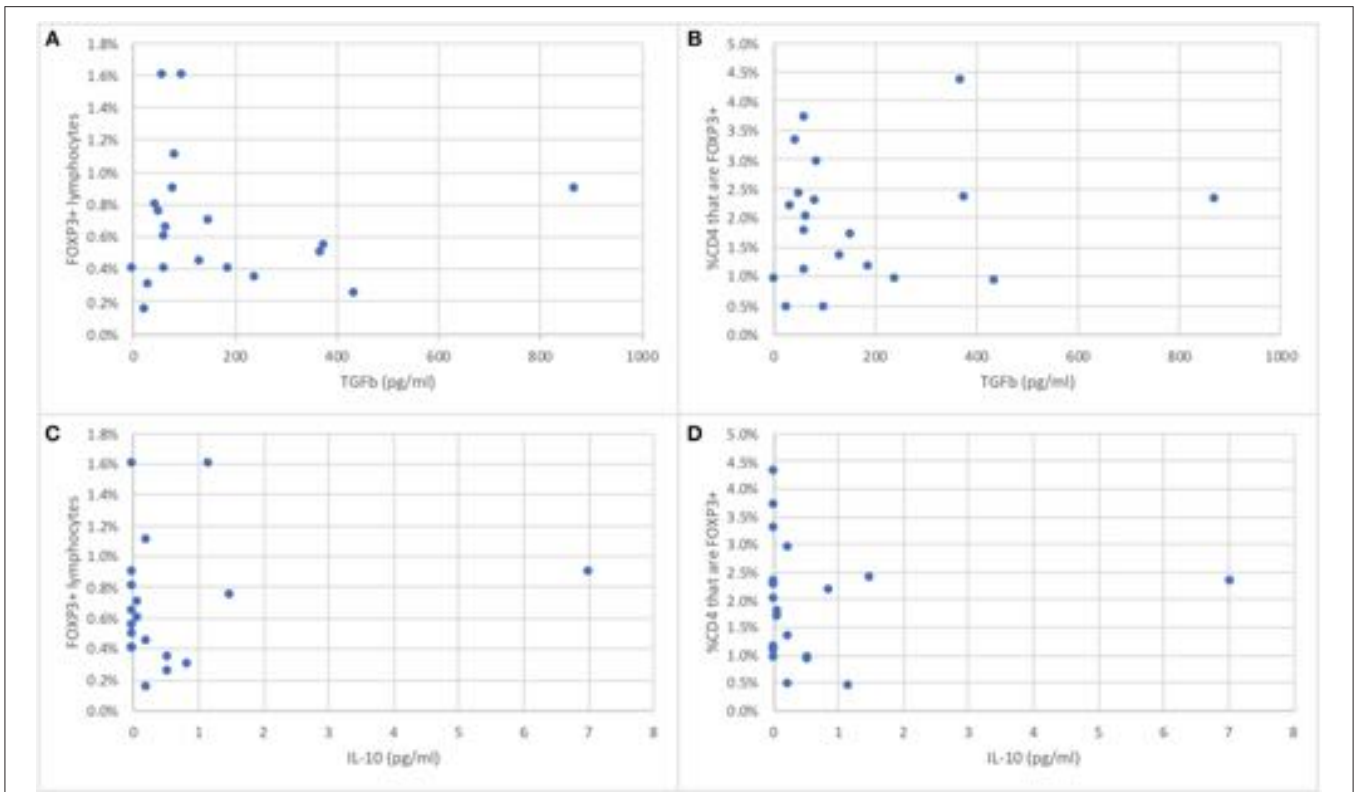 A
1.8%
1.6%
1.4%
1.2%
1.0%
0.8%
0.6%
0.4%
0.2%
0.0%
FOXP3+ lymphocytes
0 200 400 600 800 1000
TGFb (pg/ml)
B
5.0%
4.5%
4.0%
3.5%
3.0%
2.5%
2.0%
1.5%
1.0%
0.5%
0.0%
%CD4 that are FOXP3+
0 200 400 600 800 1000
TGFb (pg/ml)
C
1.8%
1.6%
1.4%
1.2%
1.0%
0.8%
0.6%
0.4%
0.2%
0.0%
FOXP3+ lymphocytes
0 1 2 3 4 5 6 7 8
IL-10 (pg/ml)
D
5.0%
4.5%
4.0%
3.5%
3.0%
2.5%
2.0%
1.5%
1.0%
0.5%
0.0%
%CD4 that are FOXP3+
0 1 2 3 4 5 6 7 8
IL-10 (pg/ml)